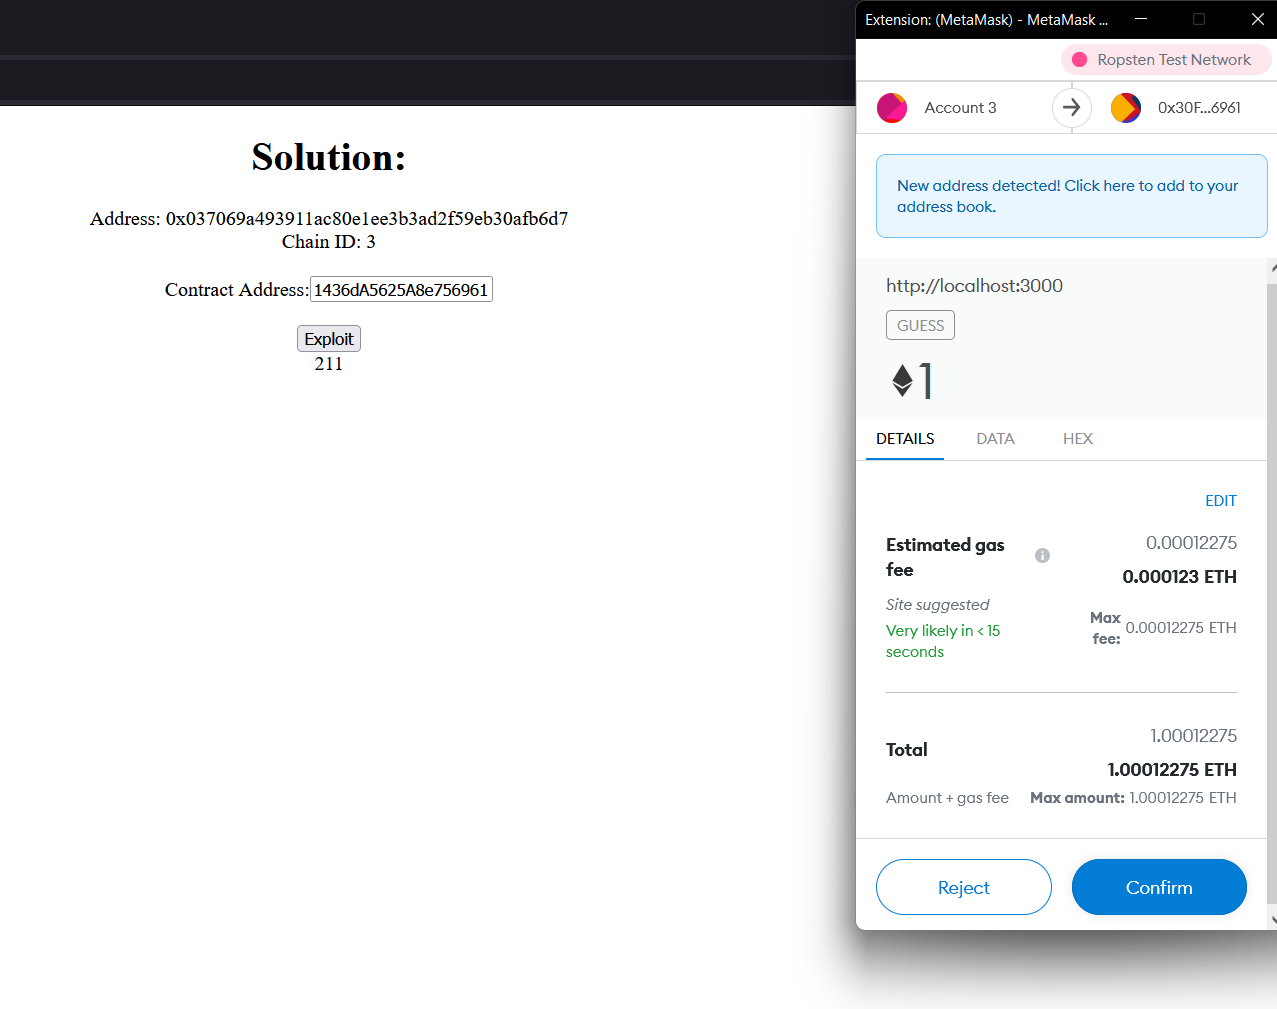 Extension: (MetaMask) - MetaMask ...
Ropsten Test Network
Account 3
0x30F...6961
Solution:
New address detected! Click here to add to your
address book.
Address: 0x037069a493911ac80e1ee3b3ad2f59eb30afb6d7
Chain ID: 3
Contract Address: 1436dA5625A8e756961
Exploit
211
http://localhost:3000
GUESS
1
DETAILS
DATA
HEX
EDIT
Estimated gas
fee
0.00012275
0.000123 ETH
Site suggested
Very likely in < 15
seconds
Max
fee:
0.00012275 ETH
Total
1.00012275
1.00012275 ETH
Amount + gas fee
Max amount: 1.00012275 ETH
Reject
Confirm